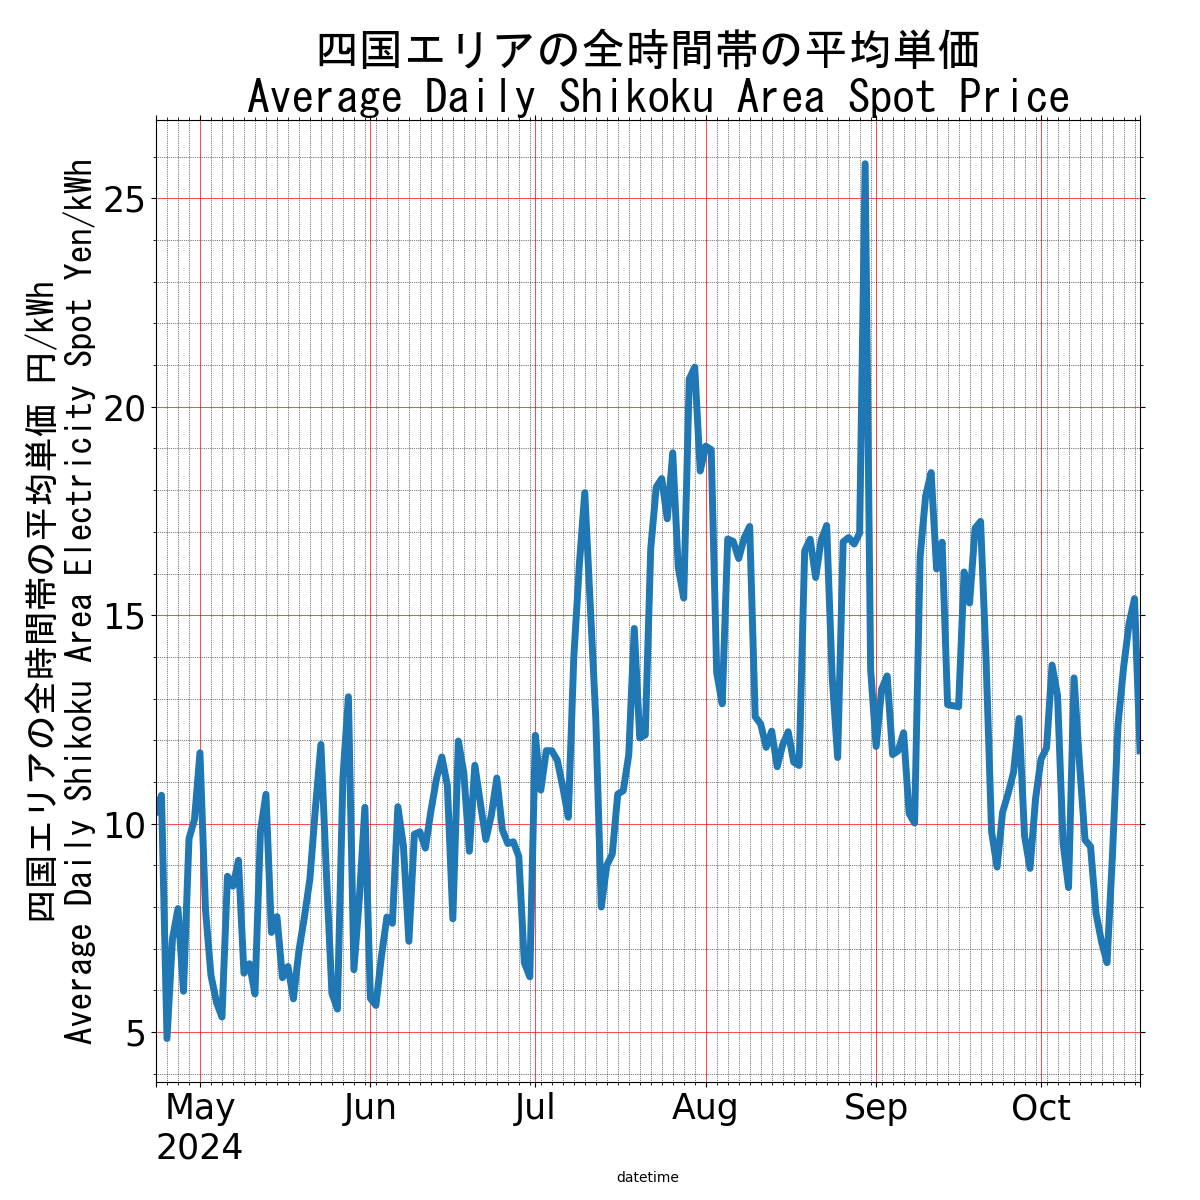 四国エリアの全時間帯の平均単価
Average Daily Shikoku Area Spot Price
四国エリアの全時間帯の平均単価 円/kWh
Average Daily Shikoku Area Electricity Spot Yen/kWh
25
20
15
10
5
May Jun Jul Aug Sep Oct
2024
datetime